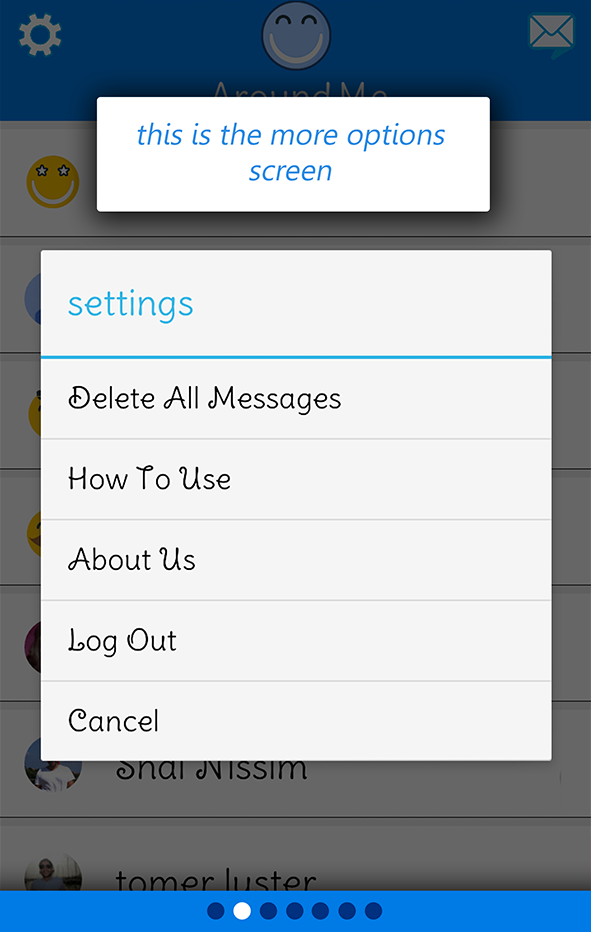 Around Me
this is the more options
screen
settings
Delete All Messages
How To Use
About Us
Log Out
Cancel
Shai Nissim
tomer luster